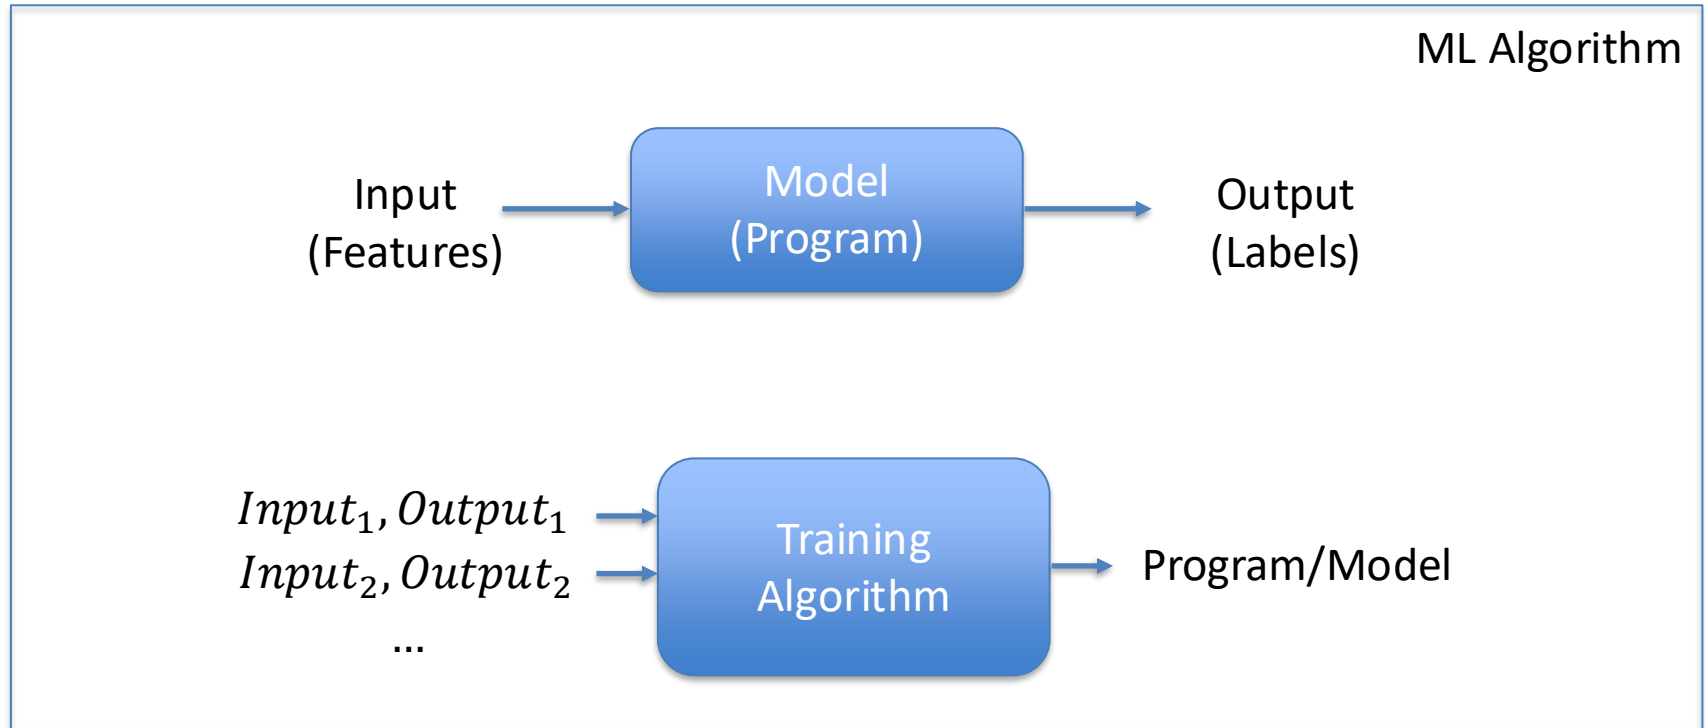 ML Algorithm
Input
(Features)
Model
(Program)
Output
(Labels)
Input₁, Output₁
Input₂, Output₂
...
Training
Algorithm
Program/Model